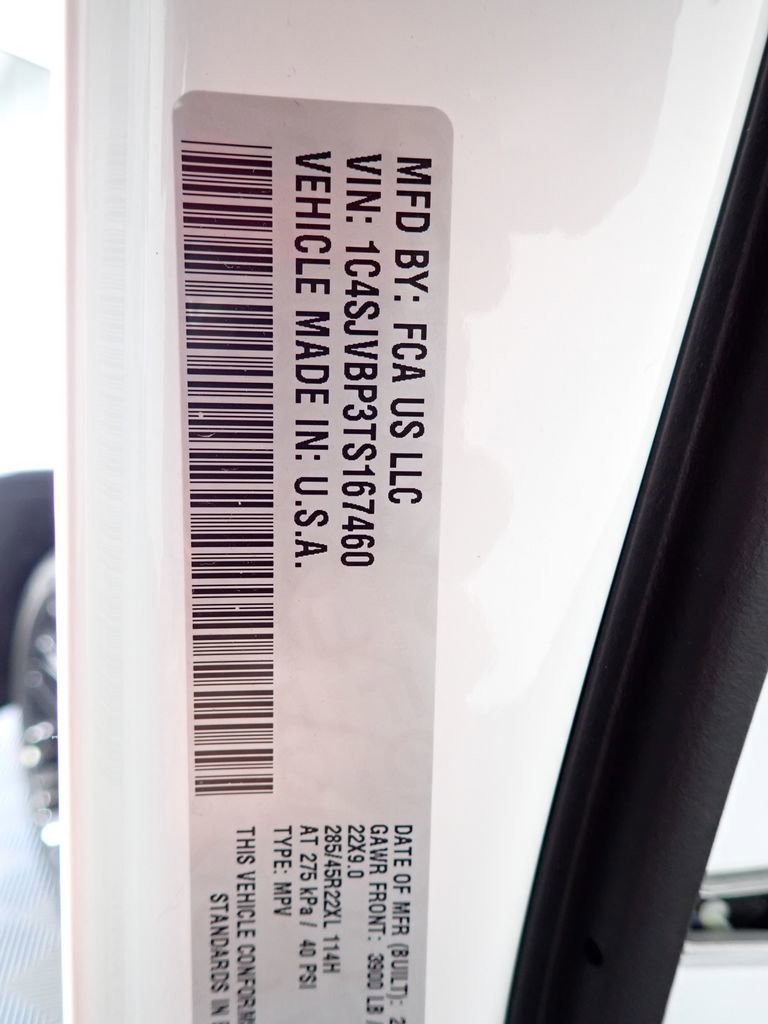 MFD BY: FCA US LLC
VIN: 1C4SJVBP3TS167460
VEHICLE MADE IN: U.S.A.
DATE OF MFR (BUILT): 2
GAWR FRONT: 3900 LB /
22X9.0
285/45R22XL 114H
AT 275 kPa / 40 PSI
TYPE: MPV
THIS VEHICLE CONFORM
STANDARDS IN